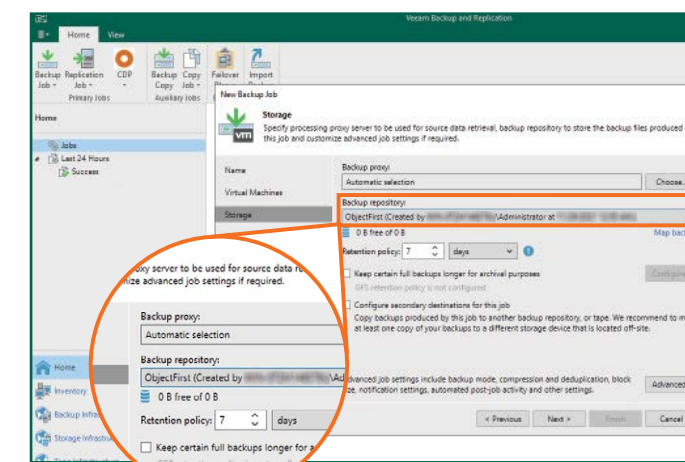 Veeam Backup and Replication
Home View
Backup Job Replication Job CDP Backup Copy Job Copy Job Failover Import
Primary Jobs Auxiliary Jobs
Home
Jobs
Last 24 Hours
Success
New Backup Job
Storage
Specify processing proxy server to be used for source data retrieval, backup repository to store the backup files produced
this job and customize advanced job settings if required.
vm
Name
Virtual Machines
Storage
Backup proxy:
Automatic selection
Choose..
Backup repository:
ObjectFirst (Created by \Administrator at
0 B free of 0 B
Map bac
Retention policy: 7 days
Keep certain full backups longer for archival purposes
GFS retention policy is not configured
Configure
Configure secondary destinations for this job
Copy backups produced by this job to another backup repository, or tape. We recommend to m
at least one copy of your backups to a different storage device that is located off-site.
dvanced job settings include backup mode, compression and deduplication, block
ze, notification settings, automated post-job activity and other settings.
Advanced
< Previous Next > Finish Cancel
Home
Inventory
Backup Infra
Storage Infrastru
oxy server to be used for source data re
ize advanced job settings if required.
Backup proxy:
Automatic selection
Backup repository:
ObjectFirst (Created by \Ad
0 B free of 0 B
Retention policy: 7 days
Keep certain full backups longer for a